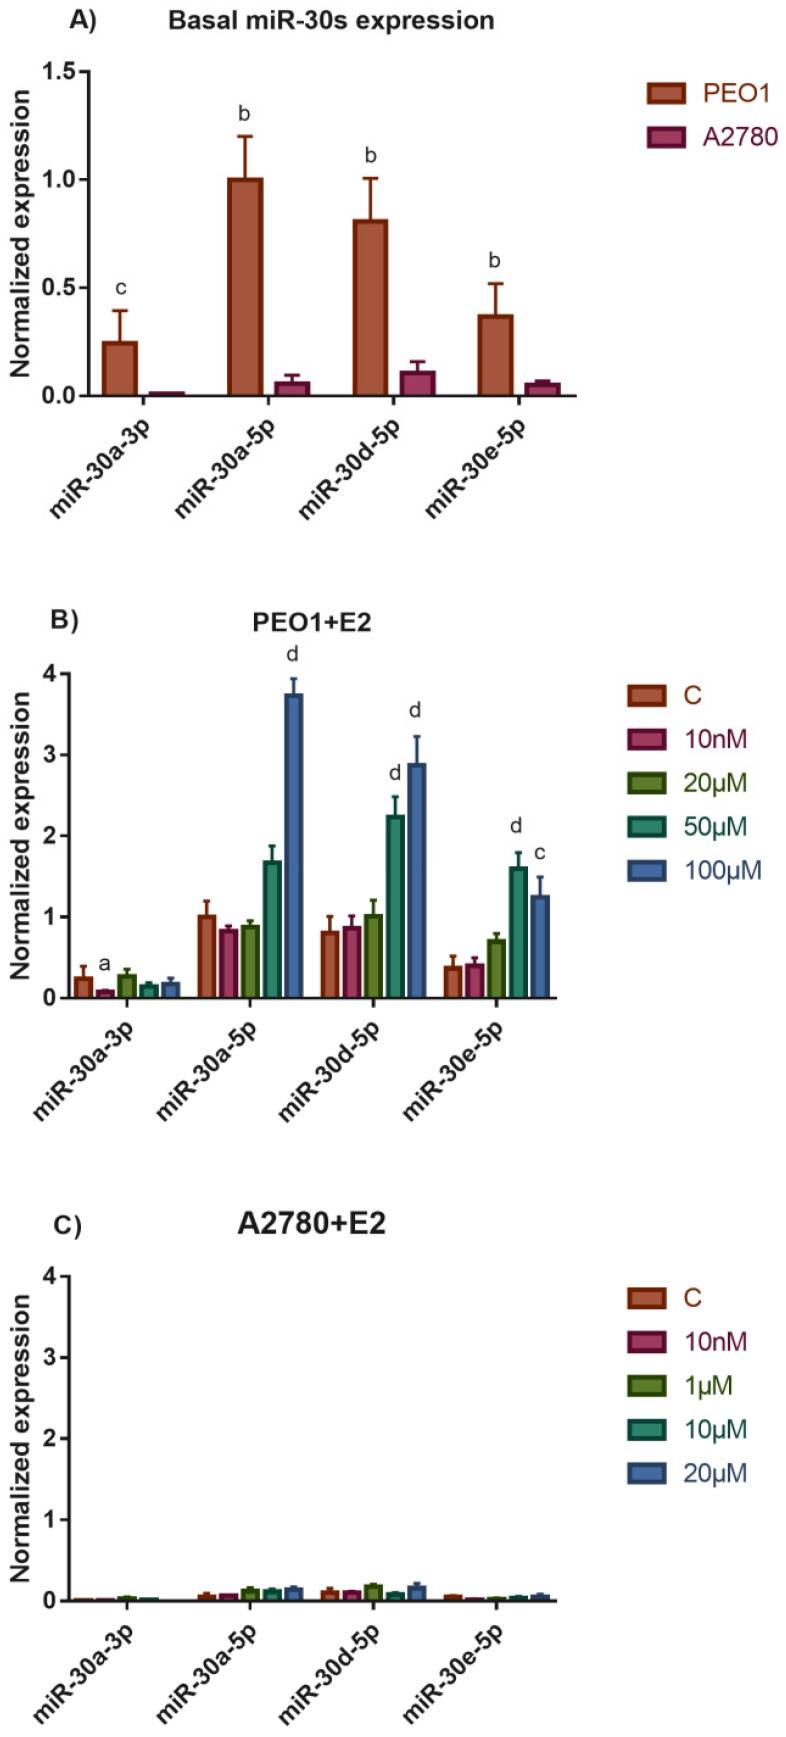 A) Basal miR-30s expression
Normalized expression
1.5
1.0
0.5
0.0
c
b
b
b
miR-30a-3p
miR-30a-5p
miR-30d-5p
miR-30e-5p
PEO1
A2780
B) PEO1+E2
Normalized expression
4
3
2
1
0
a
d
d
d
d
c
miR-30a-3p
miR-30a-5p
miR-30d-5p
miR-30e-5p
C
10nM
20µM
50µM
100µM
C) A2780+E2
Normalized expression
4
3
2
1
0
miR-30a-3p
miR-30a-5p
miR-30d-5p
miR-30e-5p
C
10nM
1µM
10µM
20µM